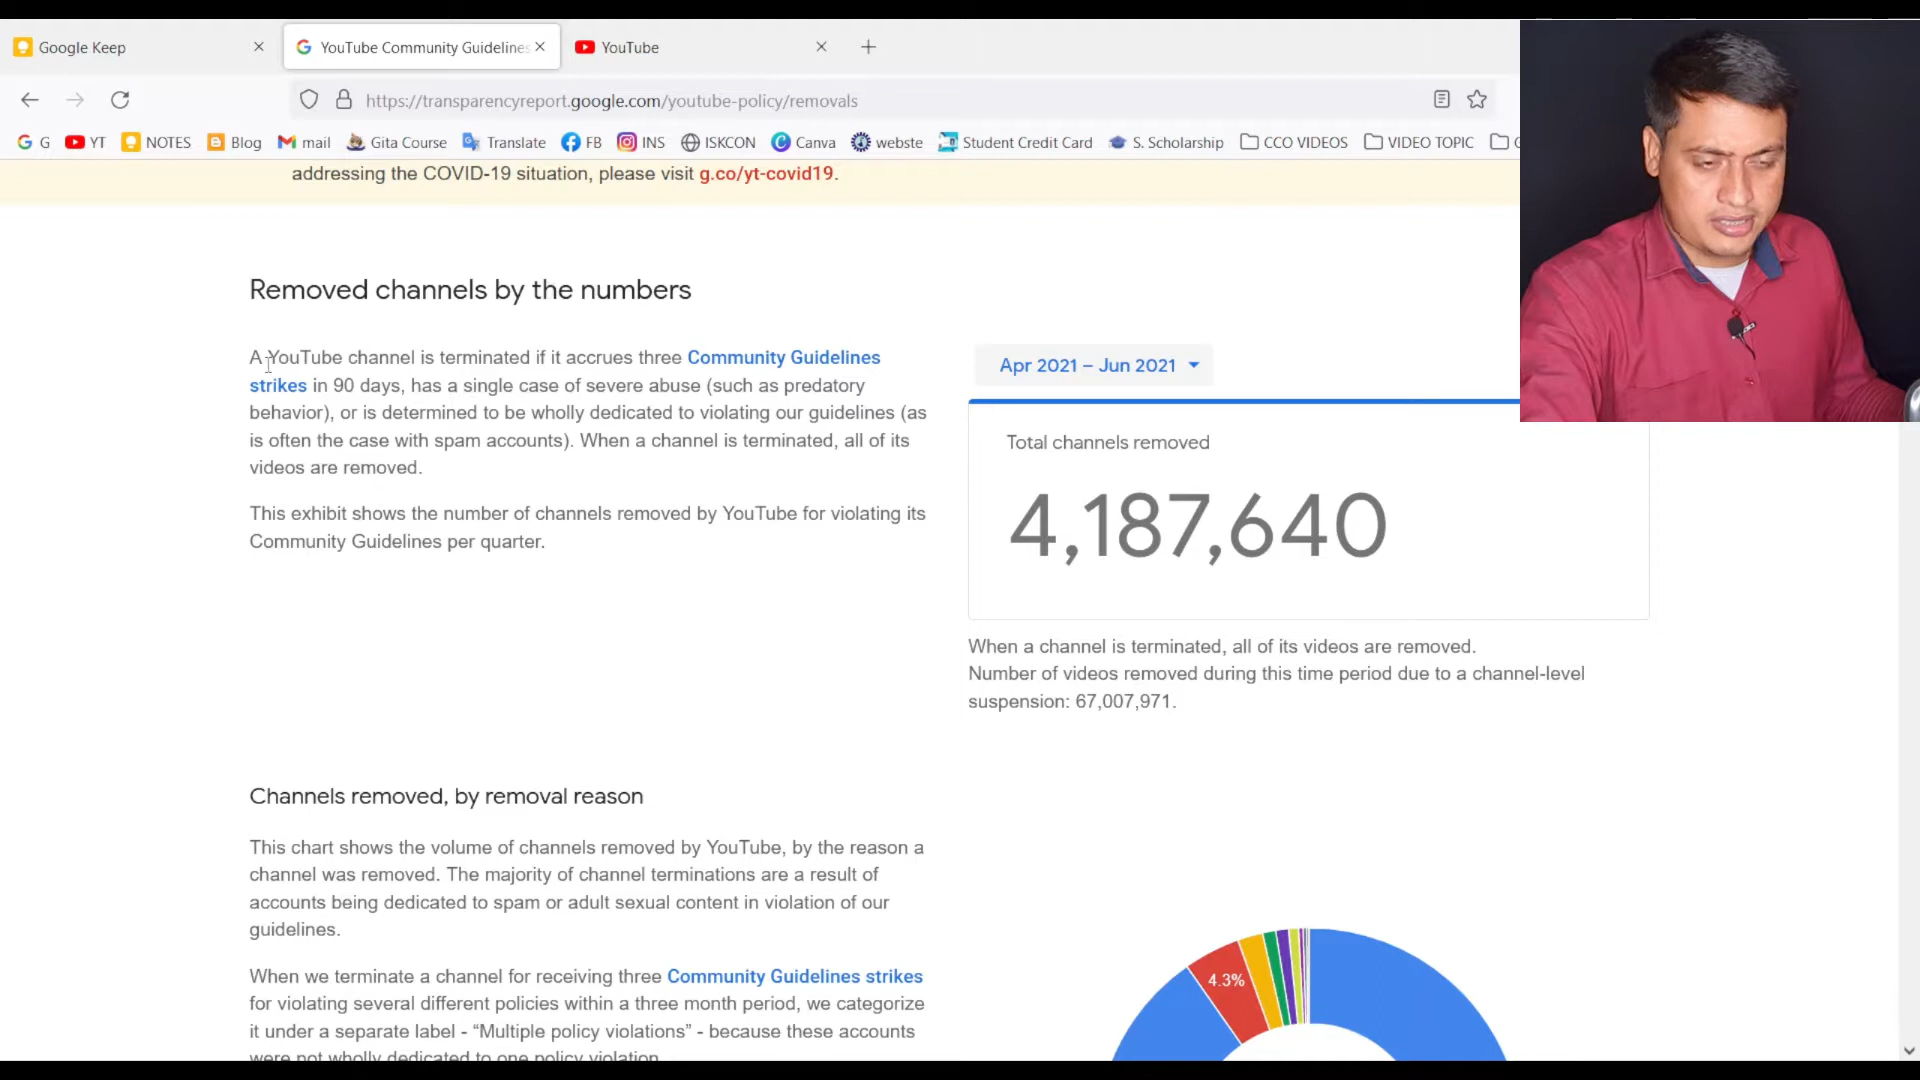 Google Keep
YouTube Community Guidelines
YouTube
https://transparencyreport.google.com/youtube-policy/removals
G
YT
NOTES
Blog
mail
Gita Course
Translate
FB
INS
ISKCON
Canva
webste
Student Credit Card
S. Scholarship
CCO VIDEOS
VIDEO TOPIC
addressing the COVID-19 situation, please visit g.co/yt-covid19.
Removed channels by the numbers
A YouTube channel is terminated if it accrues three Community Guidelines
strikes in 90 days, has a single case of severe abuse (such as predatory
behavior), or is determined to be wholly dedicated to violating our guidelines (as
is often the case with spam accounts). When a channel is terminated, all of its
videos are removed.
This exhibit shows the number of channels removed by YouTube for violating its
Community Guidelines per quarter.
Apr 2021 – Jun 2021
Total channels removed
4,187,640
When a channel is terminated, all of its videos are removed.
Number of videos removed during this time period due to a channel-level
suspension: 67,007,971.
Channels removed, by removal reason
This chart shows the volume of channels removed by YouTube, by the reason a
channel was removed. The majority of channel terminations are a result of
accounts being dedicated to spam or adult sexual content in violation of our
guidelines.
When we terminate a channel for receiving three Community Guidelines strikes
for violating several different policies within a three month period, we categorize
it under a separate label - “Multiple policy violations” - because these accounts
were not wholly dedicated to one policy violation.
4.3%